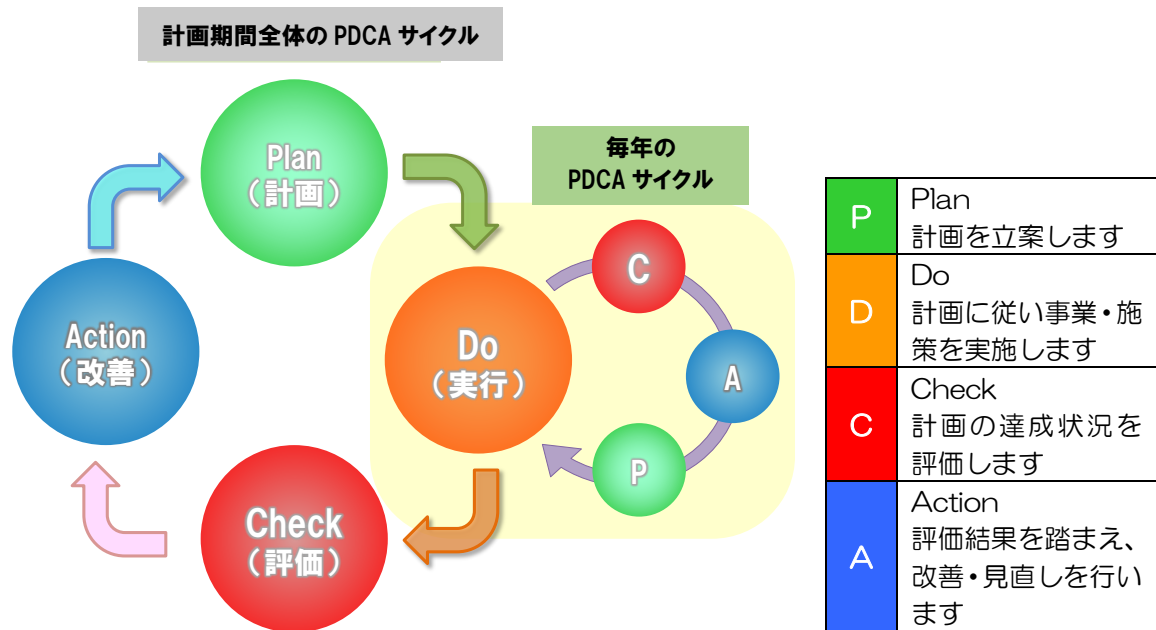 計画期間全体の PDCA サイクル
Plan
（計画）
毎年の
PDCA サイクル
C
Do
（実行）
A
P
Action
（改善）
Check
（評価）
P
Plan
計画を立案します
D
Do
計画に従い事業・施
策を実施します
C
Check
計画の達成状況を
評価します
A
Action
評価結果を踏まえ、
改善・見直しを行い
ます